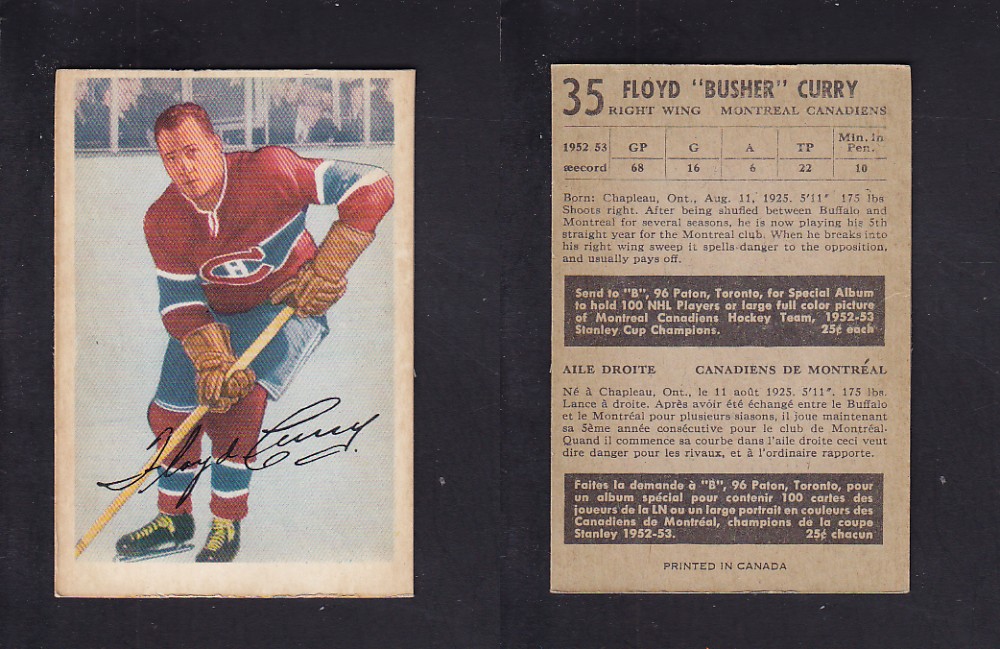 Floyd Curry.
CH
35 FLOYD "BUSHER" CURRY
RIGHT WING MONTREAL CANADIENS
1952 53 GP G A TP Min. in Pen.
record 68 16 6 22 10
Born: Chapleau, Ont., Aug. 11, 1925. 5'11" 175 lbs
Shoots right. After being shufled between Buffalo and
Montreal for several seasons, he is now playing his 5th
straight year for the Montreal club. When he breaks into
his right wing sweep it spells danger to the opposition,
and usually pays off.
Send to "B", 96 Paton, Toronto, for Special Album
to hold 100 NHL Players or large full color picture
of Montreal Canadiens Hockey Team, 1952-53
Stanley Cup Champions. 25¢ each
AILE DROITE CANADIENS DE MONTRÉAL
Né à Chapleau, Ont., le 11 août 1925. 5'11". 175 lbs.
Lance à droite. Après avoir été échangé entre le Buffalo
et le Montréal pour plusieurs siasons, il joue maintenant
sa 5ème année consécutive pour le club de Montréal.
Quand il commence sa courbe dans l'aile droite ceci veut
dire danger pour les rivaux, et à l'ordinaire rapporte.
Faites la demande à "B", 96 Paton, Toronto, pour
un album spécial pour contenir 100 cartes des
joueurs de la LN ou un large portrait en couleurs des
Canadiens de Montréal, champions de la coupe
Stanley 1952-53. 25¢ chacun
PRINTED IN CANADA